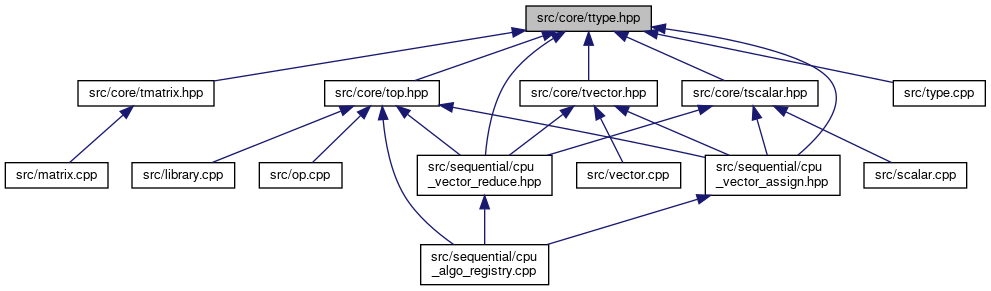 src/core/ttype.hpp
src/core/tmatrix.hpp
src/core/top.hpp
src/core/tvector.hpp
src/core/tscalar.hpp
src/type.cpp
src/matrix.cpp
src/library.cpp
src/op.cpp
src/sequential/cpu
_vector_reduce.hpp
src/vector.cpp
src/sequential/cpu
_vector_assign.hpp
src/scalar.cpp
src/sequential/cpu
_algo_registry.cpp